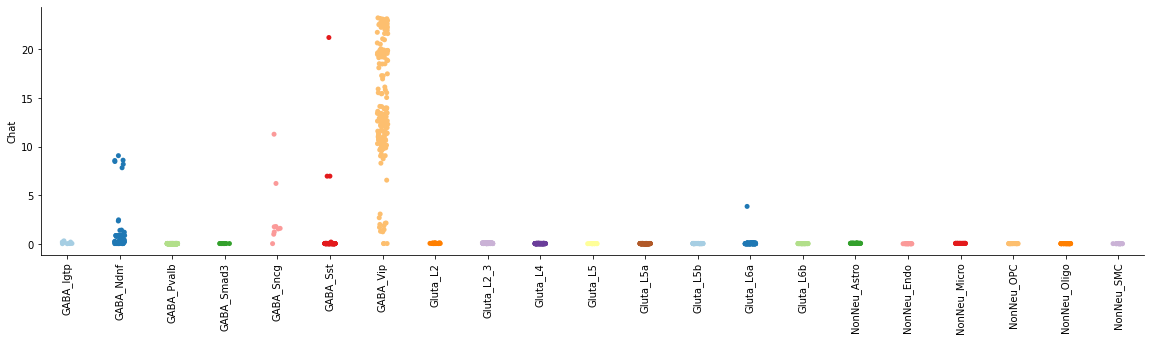 Chat
20
15
10
5
0
GABA_Igtp
GABA_Ndnf
GABA_Pvalb
GABA_Smad3
GABA_Sncg
GABA_Sst
GABA_Vip
Gluta_L2
Gluta_L2_3
Gluta_L4
Gluta_L5
Gluta_L5a
Gluta_L5b
Gluta_L6a
Gluta_L6b
NonNeu_Astro
NonNeu_Endo
NonNeu_Micro
NonNeu_OPC
NonNeu_Oligo
NonNeu_SMC